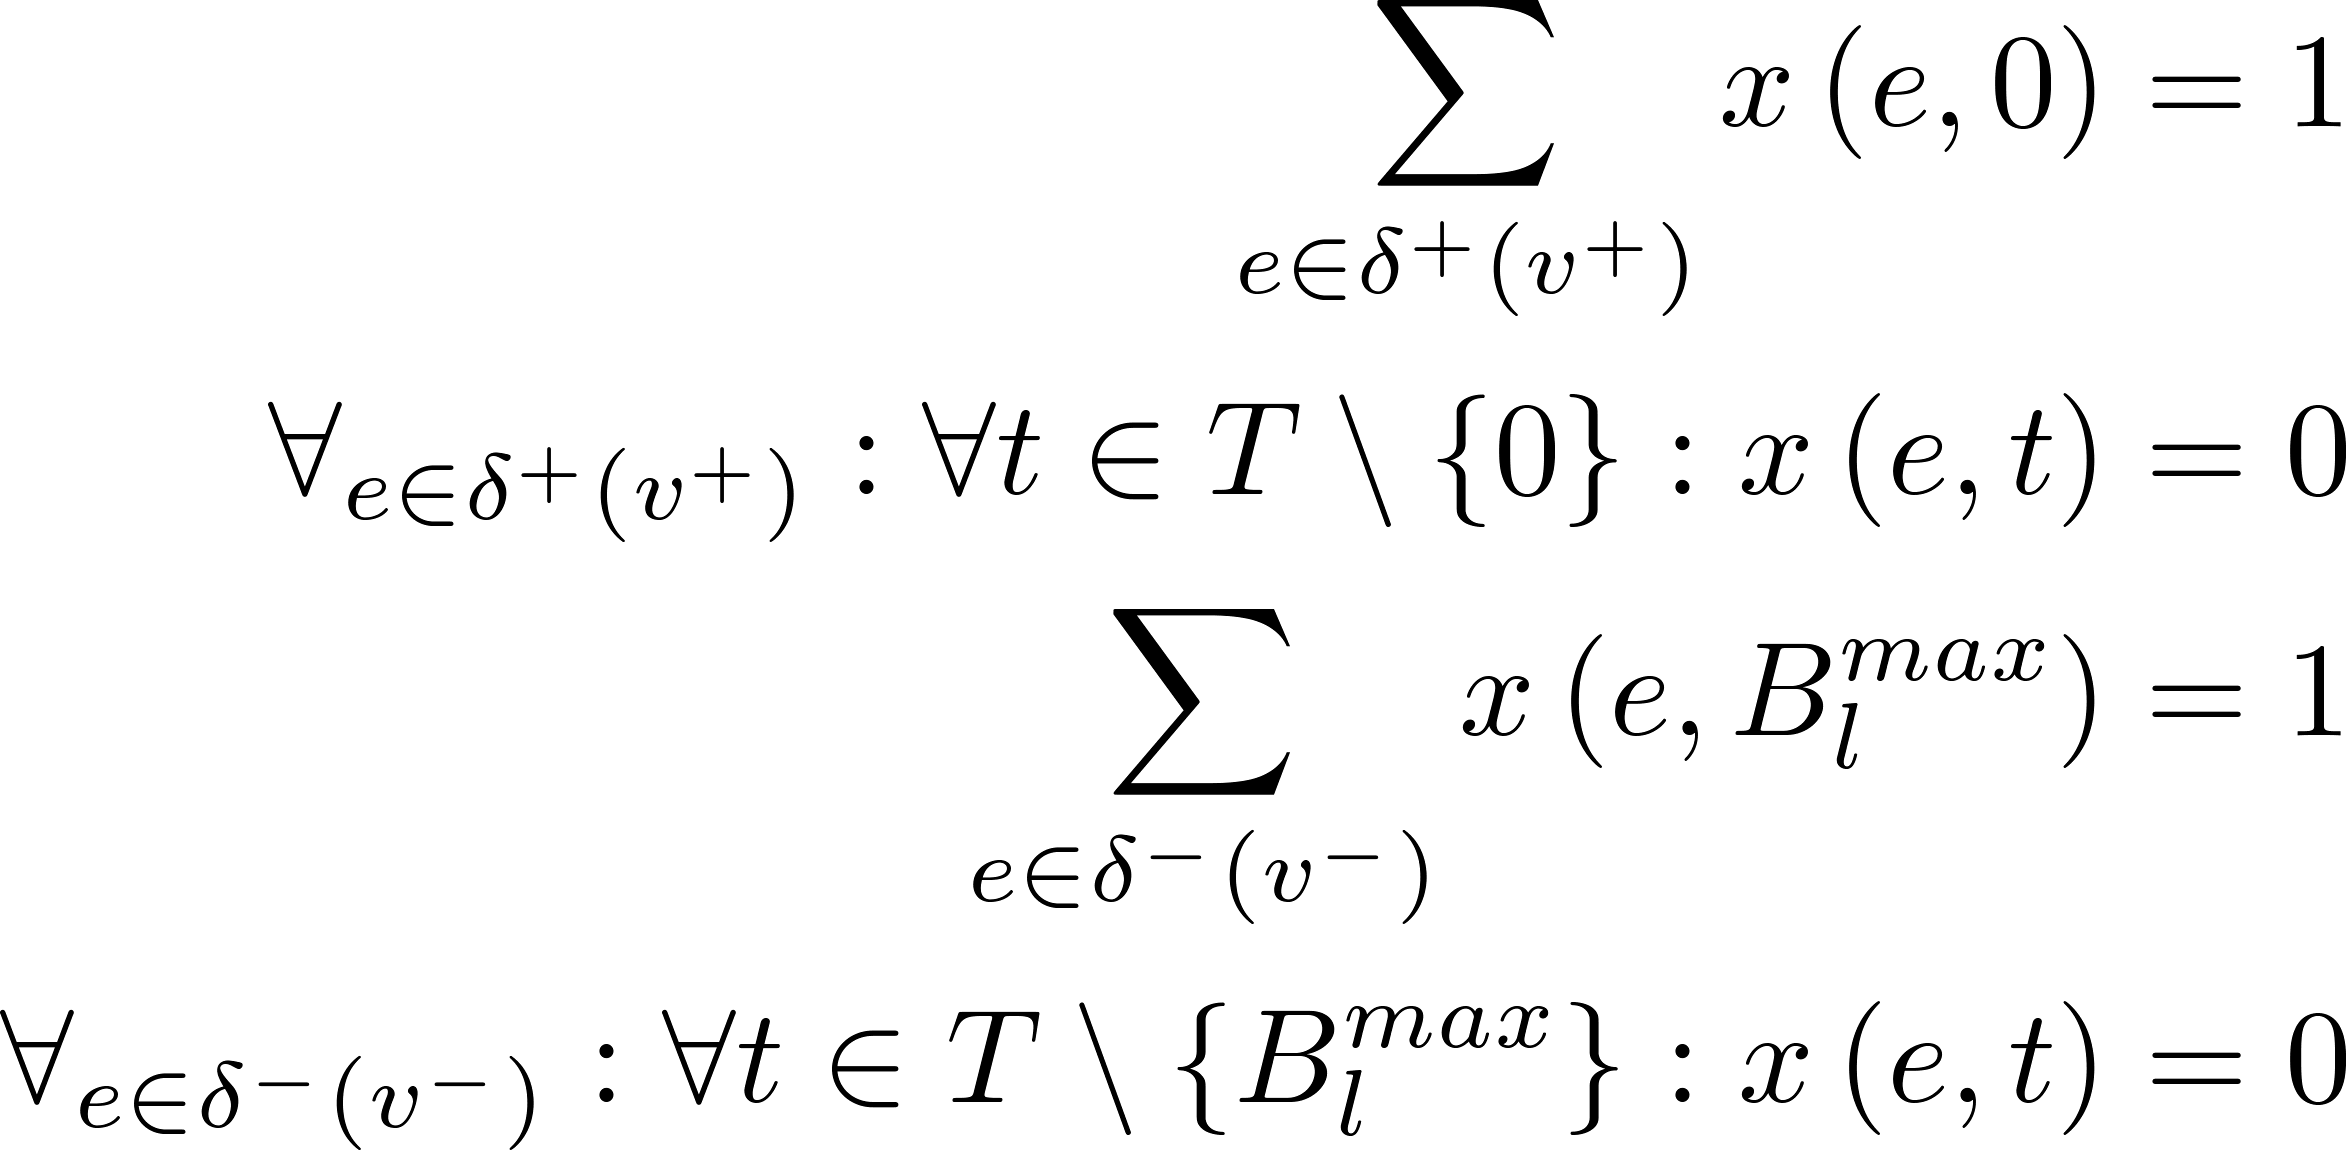 \sum_{e \in \delta^+(v^+)} x\,(e, 0) = 1
\forall_{e \in \delta^+(v^+)} : \forall t \in T \setminus \{0\} : x\,(e, t) = 0
\sum_{e \in \delta^-(v^-)} x\,(e, B_l^{max}) = 1
\forall_{e \in \delta^-(v^-)} : \forall t \in T \setminus \{B_l^{max}\} : x\,(e, t) = 0